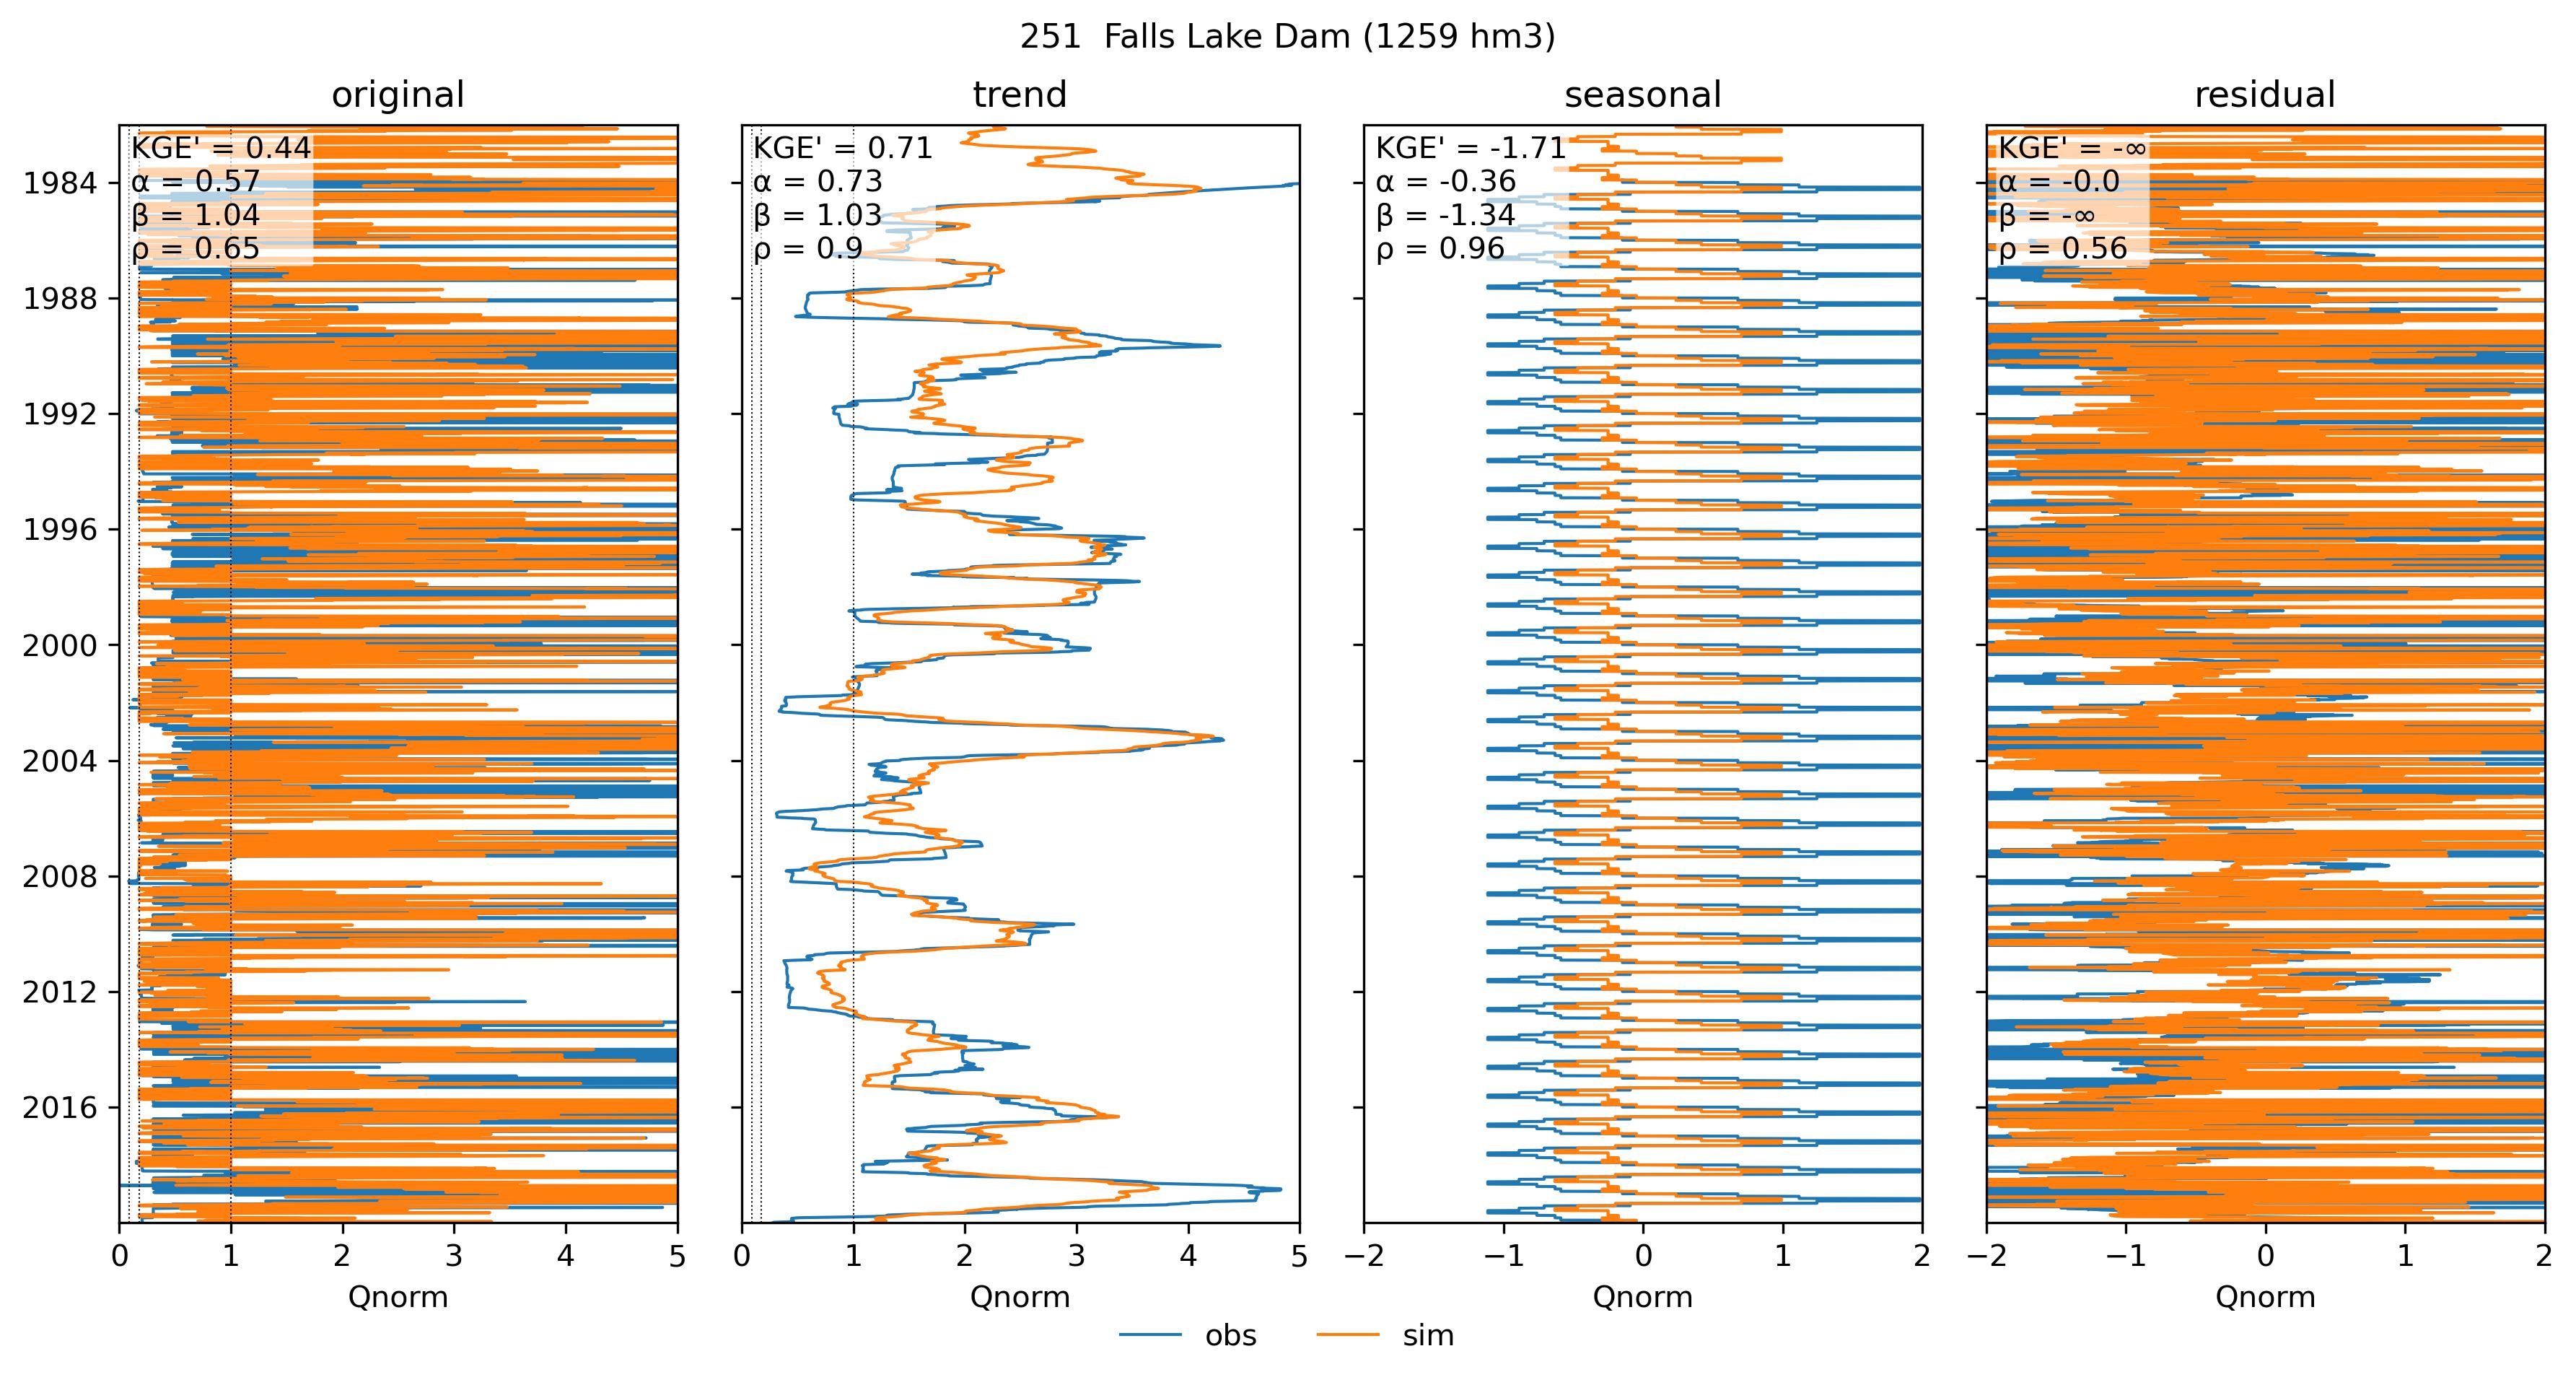 251  Falls Lake Dam (1259 hm3)
original
trend
seasonal
residual
KGE' = 0.44
α = 0.57
β = 1.04
ρ = 0.65
KGE' = 0.71
α = 0.73
β = 1.03
ρ = 0.9
KGE' = -1.71
α = -0.36
β = -1.34
ρ = 0.96
KGE' = -∞
α = -0.0
β = -∞
ρ = 0.56
1984
1988
1992
1996
2000
2004
2008
2012
2016
0 1 2 3 4 5
0 1 2 3 4 5
−2 −1 0 1 2
−2 −1 0 1 2
Qnorm
Qnorm
Qnorm
Qnorm
obs
sim